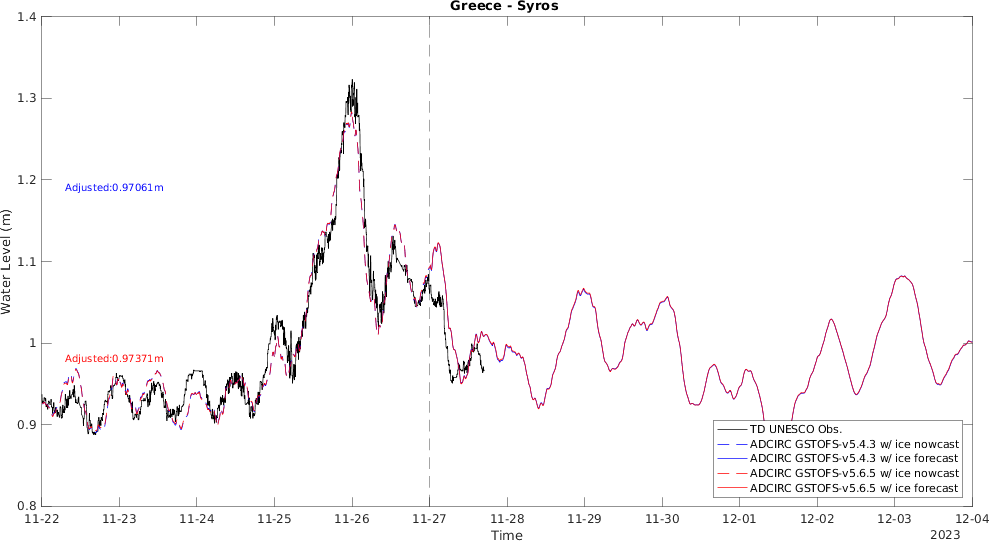 Greece - Syros
1.4
1.3
1.2
1.1
1
0.9
0.8
Water Level (m)
Adjusted:0.97061m
Adjusted:0.97371m
TD UNESCO Obs.
ADCIRC GSTOFS-v5.4.3 w/ ice nowcast
ADCIRC GSTOFS-v5.4.3 w/ ice forecast
ADCIRC GSTOFS-v5.6.5 w/ ice nowcast
ADCIRC GSTOFS-v5.6.5 w/ ice forecast
11-22 11-23 11-24 11-25 11-26 11-27 11-28 11-29 11-30 12-01 12-02 12-03 12-04
Time
2023